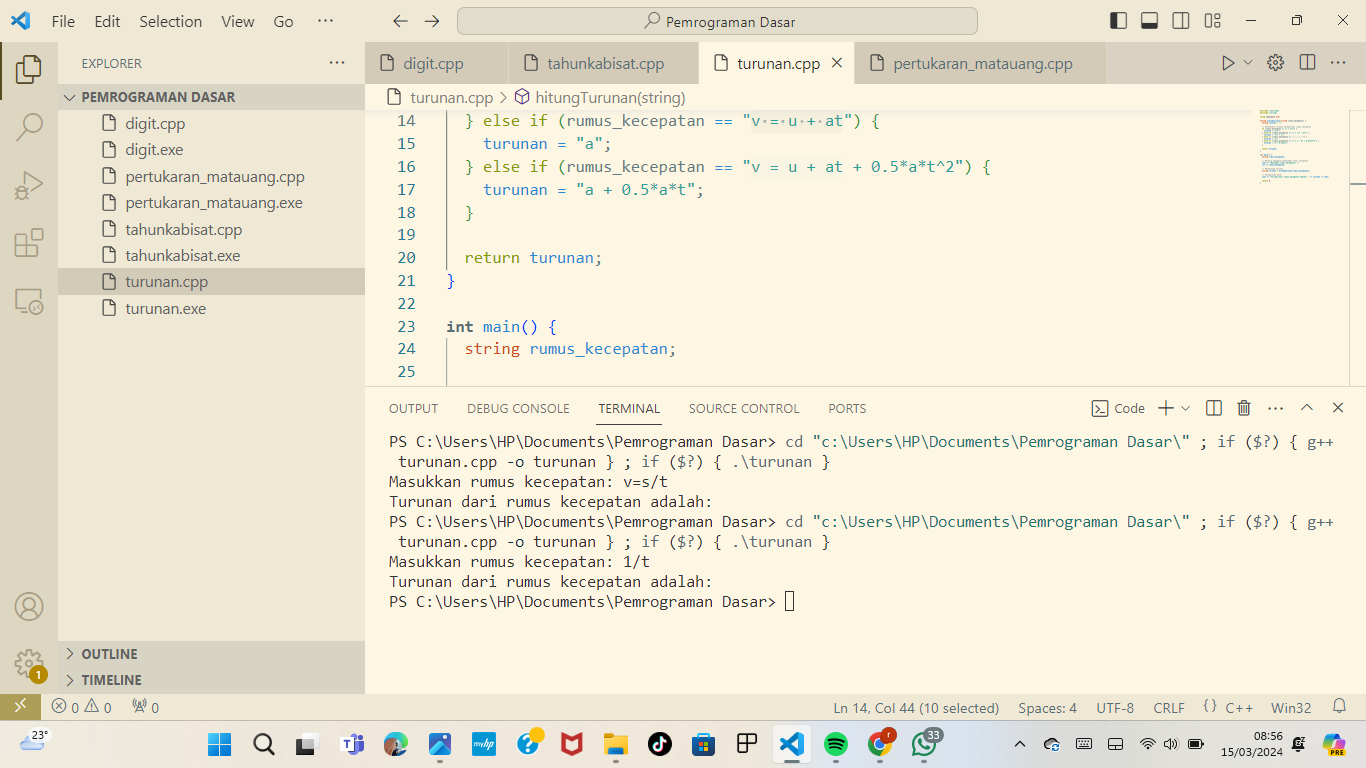 File Edit Selection View Go ··· Pemrograman Dasar
EXPLORER ···
digit.cpp tahunkabisat.cpp turunan.cpp pertukaran_matauang.cpp
PEMROGRAMAN DASAR
digit.cpp
digit.exe
pertukaran_matauang.cpp
pertukaran_matauang.exe
tahunkabisat.cpp
tahunkabisat.exe
turunan.cpp
turunan.exe
OUTLINE
TIMELINE
turunan.cpp > hitungTurunan(string)
14 } else if (rumus_kecepatan == "v = u + at") {
15 turunan = "a";
16 } else if (rumus_kecepatan == "v = u + at + 0.5*a*t^2") {
17 turunan = "a + 0.5*a*t";
18 }
19
20 return turunan;
21 }
22
23 int main() {
24 string rumus_kecepatan;
25
OUTPUT DEBUG CONSOLE TERMINAL SOURCE CONTROL PORTS Code
PS C:\Users\HP\Documents\Pemrograman Dasar> cd "c:\Users\HP\Documents\Pemrograman Dasar\" ; if ($?) { g++
turunan.cpp -o turunan } ; if ($?) { .\turunan }
Masukkan rumus kecepatan: v=s/t
Turunan dari rumus kecepatan adalah:
PS C:\Users\HP\Documents\Pemrograman Dasar> cd "c:\Users\HP\Documents\Pemrograman Dasar\" ; if ($?) { g++
turunan.cpp -o turunan } ; if ($?) { .\turunan }
Masukkan rumus kecepatan: 1/t
Turunan dari rumus kecepatan adalah:
PS C:\Users\HP\Documents\Pemrograman Dasar>
1
0 0 0 Ln 14, Col 44 (10 selected) Spaces: 4 UTF-8 CRLF {} C++ Win32
23° myhp r 33 08:56
15/03/2024 PRE